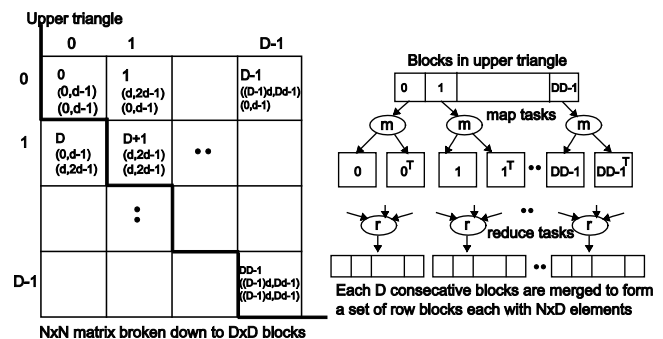 Upper triangle
0 1 D-1
0
0
(0,d-1)
(0,d-1)
1
(d,2d-1)
(0,d-1)
D-1
((D-1)d,Dd-1)
(0,d-1)
1
D
(0,d-1)
(d,2d-1)
D+1
(d,2d-1)
(d,2d-1)
D-1
DD-1
((D-1)d,Dd-1)
((D-1)d,Dd-1)
NxN matrix broken down to DxD blocks
Blocks in upper triangle
0 1 DD-1
map tasks
m m m
0 0T 1 1T DD-1 DD-1T
r r r
reduce tasks
Each D consecutive blocks are merged to form
a set of row blocks each with NxD elements